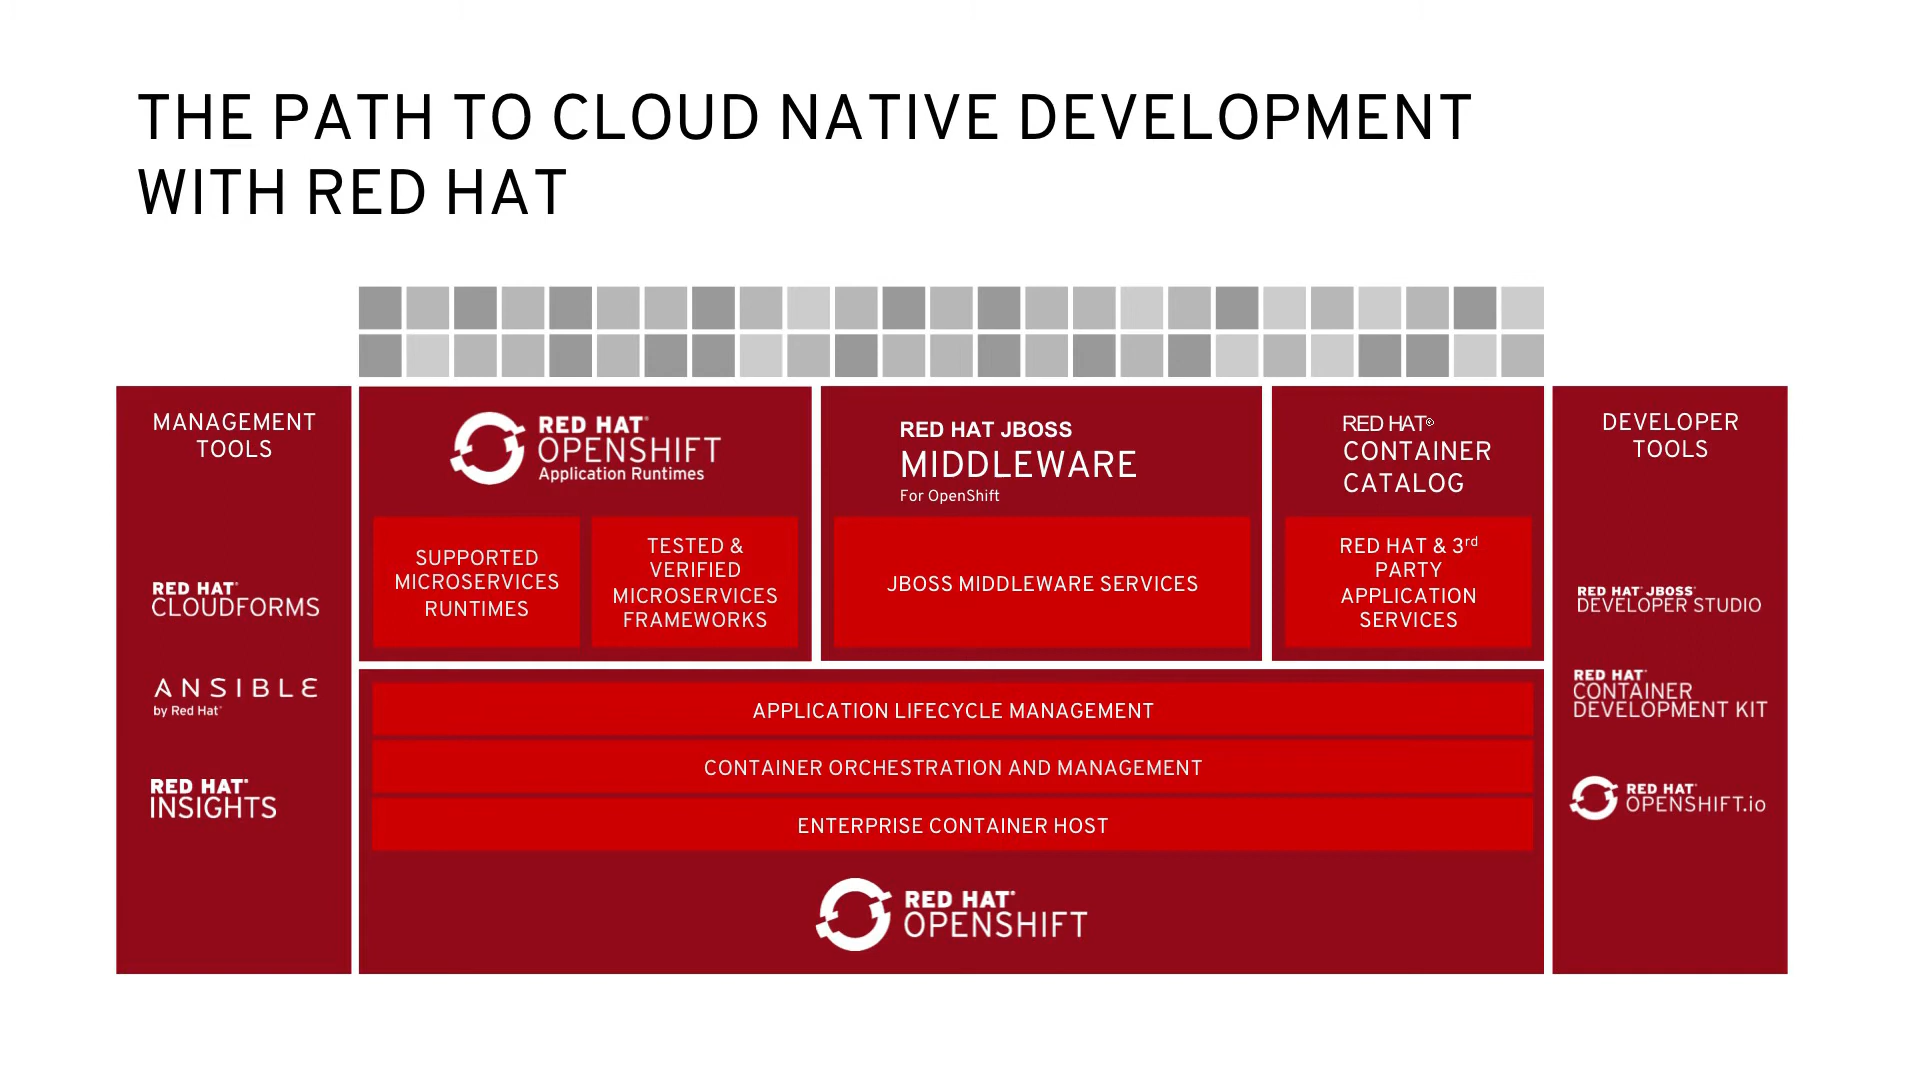 THE PATH TO CLOUD NATIVE DEVELOPMENT
WITH RED HAT
MANAGEMENT
TOOLS
RED HAT®
CLOUDFORMS
ANSIBLE
by Red Hat®
RED HAT®
INSIGHTS
RED HAT®
OPENSHIFT
Application Runtimes
SUPPORTED
MICROSERVICES
RUNTIMES
TESTED &
VERIFIED
MICROSERVICES
FRAMEWORKS
RED HAT JBOSS
MIDDLEWARE
For OpenShift
JBOSS MIDDLEWARE SERVICES
RED HAT®
CONTAINER
CATALOG
RED HAT & 3rd
PARTY
APPLICATION
SERVICES
APPLICATION LIFECYCLE MANAGEMENT
CONTAINER ORCHESTRATION AND MANAGEMENT
ENTERPRISE CONTAINER HOST
RED HAT®
OPENSHIFT
DEVELOPER
TOOLS
RED HAT® JBOSS®
DEVELOPER STUDIO
RED HAT®
CONTAINER
DEVELOPMENT KIT
RED HAT®
OPENSHIFT.io